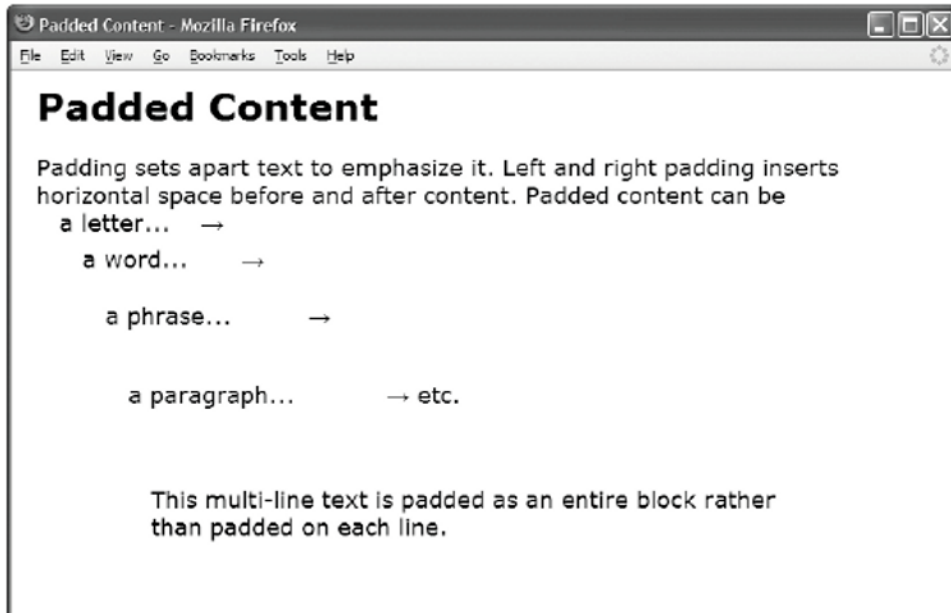 Padded Content - Mozilla Firefox
File Edit View Go Bookmarks Tools Help
Padded Content
Padding sets apart text to emphasize it. Left and right padding inserts
horizontal space before and after content. Padded content can be
a letter... →
a word... →
a phrase... →
a paragraph... → etc.
This multi-line text is padded as an entire block rather
than padded on each line.